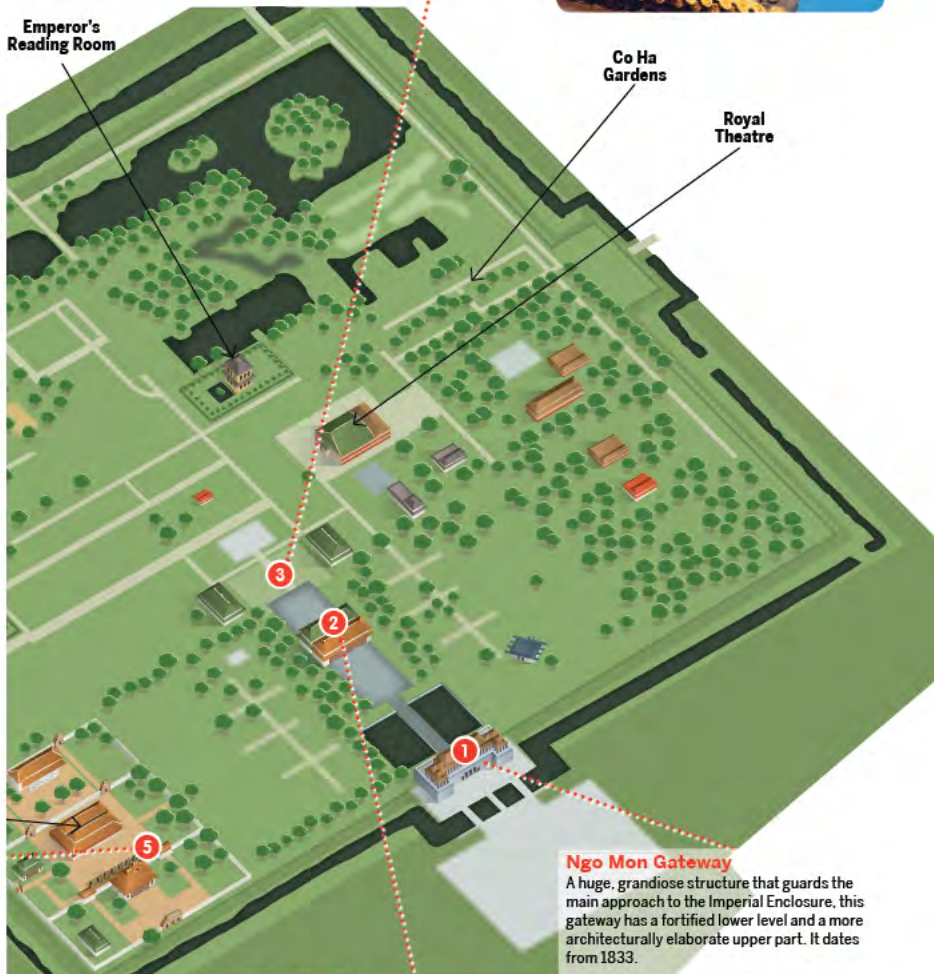 Emperor's
Reading Room
Co Ha
Gardens
Royal
Theatre
3
2
1
5
Ngo Mon Gateway
A huge, grandiose structure that guards the
main approach to the Imperial Enclosure, this
gateway has a fortified lower level and a more
architecturally elaborate upper part. It dates
from 1833.